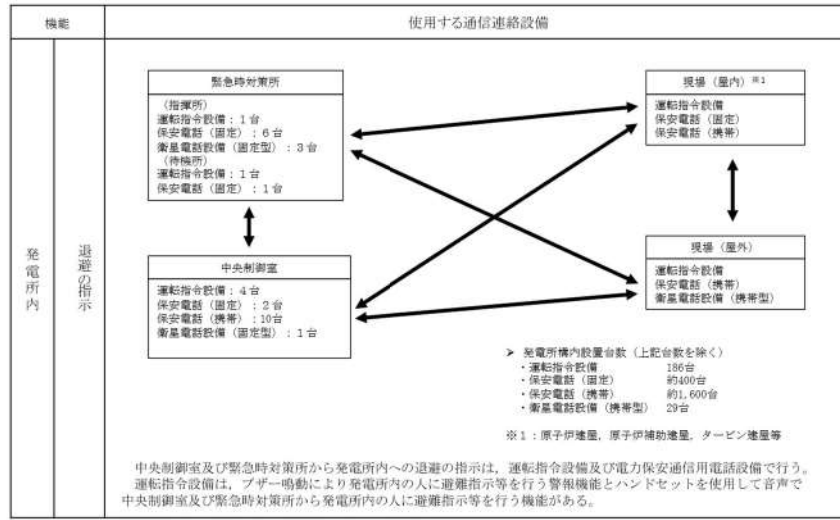 機能
使用する通信連絡設備
発電所内
退避の指示
緊急時対策所
(指揮所)
運転指令設備:1台
保安電話(固定):6台
衛星電話設備(固定型):3台
(待機所)
運転指令設備:1台
保安電話(固定):1台
現場(屋内)※1
運転指令設備
保安電話(固定)
保安電話(携帯)
中央制御室
運転指令設備:4台
保安電話(固定):2台
保安電話(携帯):10台
衛星電話設備(固定型):1台
現場(屋外)
運転指令設備
保安電話(携帯)
衛星電話設備(携帯型)
➤ 発電所構内設置台数(上記台数を除く)
・運転指令設備 186台
・保安電話(固定) 約400台
・保安電話(携帯) 約1,600台
・衛星電話設備(携帯型) 29台
※1:原子炉建屋,原子炉補助建屋,タービン建屋等
中央制御室及び緊急時対策所から発電所内への退避の指示は,運転指令設備及び電力保安通信用電話設備で行う。
運転指令設備は,ブザー鳴動により発電所内の人に避難指示等を行う警報機能とハンドセットを使用して音声で
中央制御室及び緊急時対策所から発電所内の人に避難指示等を行う機能がある。